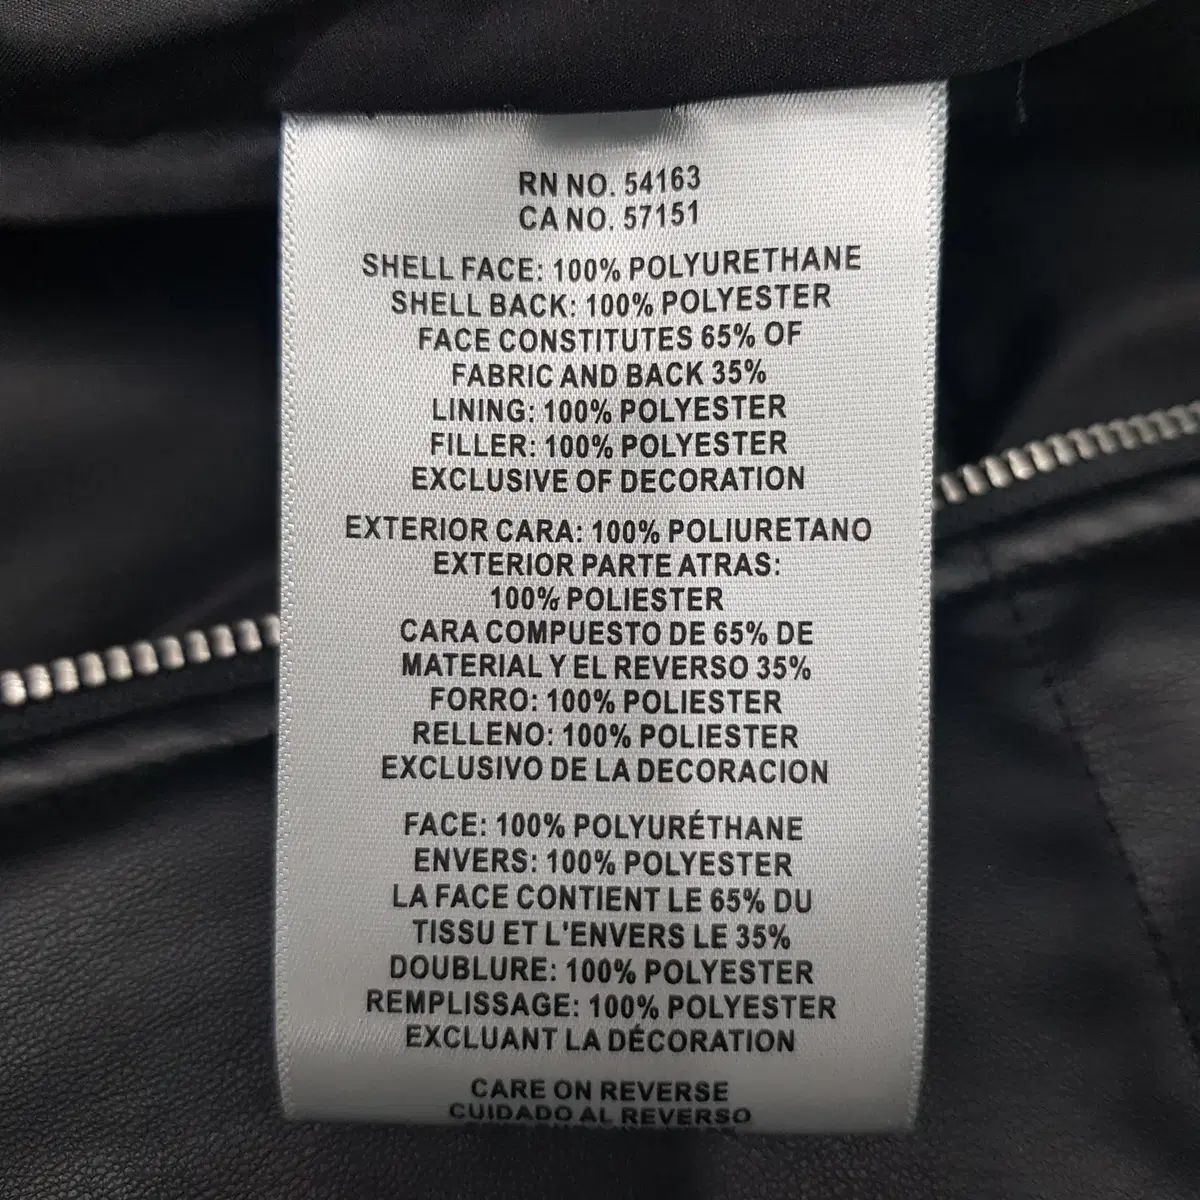 RN NO. 54163
CA NO. 57151
SHELL FACE: 100% POLYURETHANE
SHELL BACK: 100% POLYESTER
FACE CONSTITUTES 65% OF
FABRIC AND BACK 35%
LINING: 100% POLYESTER
FILLER: 100% POLYESTER
EXCLUSIVE OF DECORATION
EXTERIOR CARA: 100% POLIURETANO
EXTERIOR PARTE ATRAS:
100% POLIESTER
CARA COMPUESTO DE 65% DE
MATERIAL Y EL REVERSO 35%
FORRO: 100% POLIESTER
RELLENO: 100% POLIESTER
EXCLUSIVO DE LA DECORACION
FACE: 100% POLYURÉTHANE
ENVERS: 100% POLYESTER
LA FACE CONTIENT LE 65% DU
TISSU ET L'ENVERS LE 35%
DOUBLURE: 100% POLYESTER
REMPLISSAGE: 100% POLYESTER
EXCLUANT LA DÉCORATION
CARE ON REVERSE
CUIDADO AL REVERSO